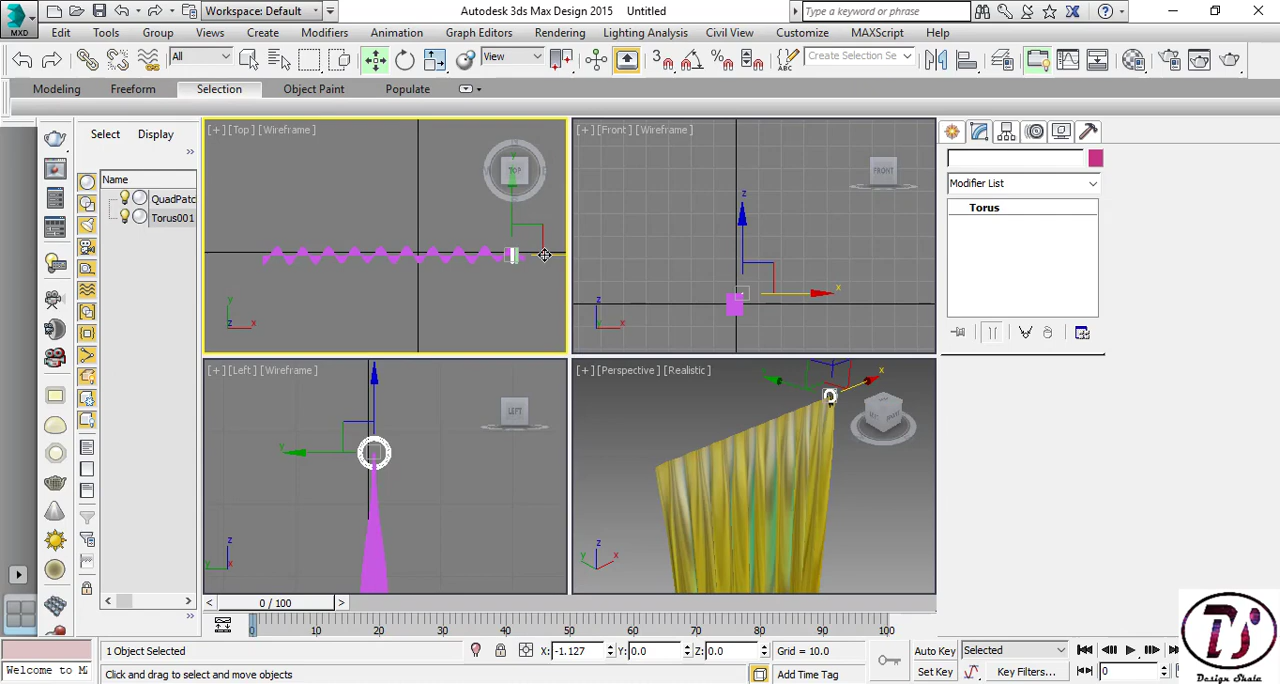 MXD
Workspace: Default
Autodesk 3ds Max Design 2015
Untitled
Type a keyword or phrase
Edit Tools Group Views Create Modifiers Animation Graph Editors Rendering Lighting Analysis Civil View Customize MAXScript Help
All
View
Create Selection Se
Modeling Freeform Selection Object Paint Populate
Select Display
Name
QuadPatc
Torus001
[+] [Top] [Wireframe]
TOP
[+] [Front] [Wireframe]
FRONT
[+] [Left] [Wireframe]
LEFT
[+] [Perspective] [Realistic]
Modifier List
Torus
0 / 100
0 10 20 30 40 50 60 70 80 90 100
1 Object Selected
X: -1.127 Y: 0.0 Z: 0.0
Grid = 10.0
Auto Key
Selected
Welcome to M
Click and drag to select and move objects
Add Time Tag
Set Key
Key Filters...
0
Design Shala